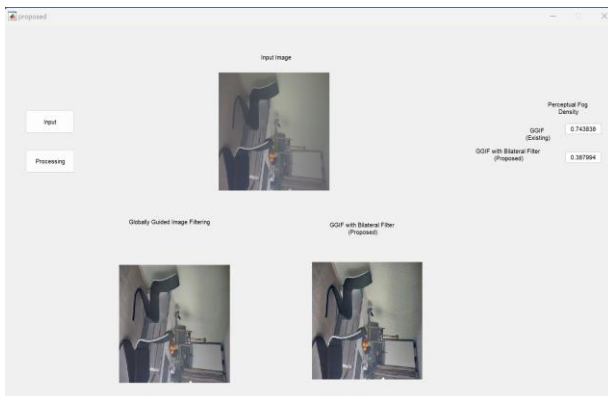 proposed
Input Image
Input
Processing
Perceptual Fog
Density
GGIF
(Existing)
0.743838
GGIF with Bilateral Filter
(Proposed)
0.387994
Globally Guided Image Filtering
GGIF with Bilateral Filter
(Proposed)